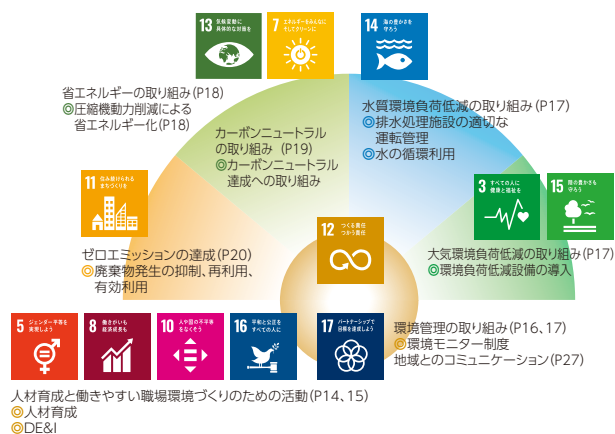 13 気候変動に
具体的な対策を
7 エネルギーをみんなに
そしてクリーンに
14 海の豊かさを
守ろう
省エネルギーの取り組み(P18)
◎圧縮機動力削減による
省エネルギー化(P18)
カーボンニュートラル
の取り組み (P19)
◎カーボンニュートラル
達成への取り組み
水質環境負荷低減の取り組み(P17)
◎排水処理施設の適切な
運転管理
◎水の循環利用
11 住み続けられる
まちづくりを
3 すべての人に
健康と福祉を
15 陸の豊かさも
守ろう
12 つくる責任
つかう責任
ゼロエミッションの達成(P20)
◎廃棄物発生の抑制、再利用、
有効利用
大気環境負荷低減の取り組み(P17)
◎環境負荷低減設備の導入
5 ジェンダー平等を
実現しよう
8 働きがいも
経済成長も
10 人や国の不平等
をなくそう
16 平和と公正を
すべての人に
17 パートナーシップで
目標を達成しよう
環境管理の取り組み(P16、17)
◎環境モニター制度
地域とのコミュニケーション(P27)
人材育成と働きやすい職場環境づくりのための活動(P14、15)
◎人材育成
◎DE&I